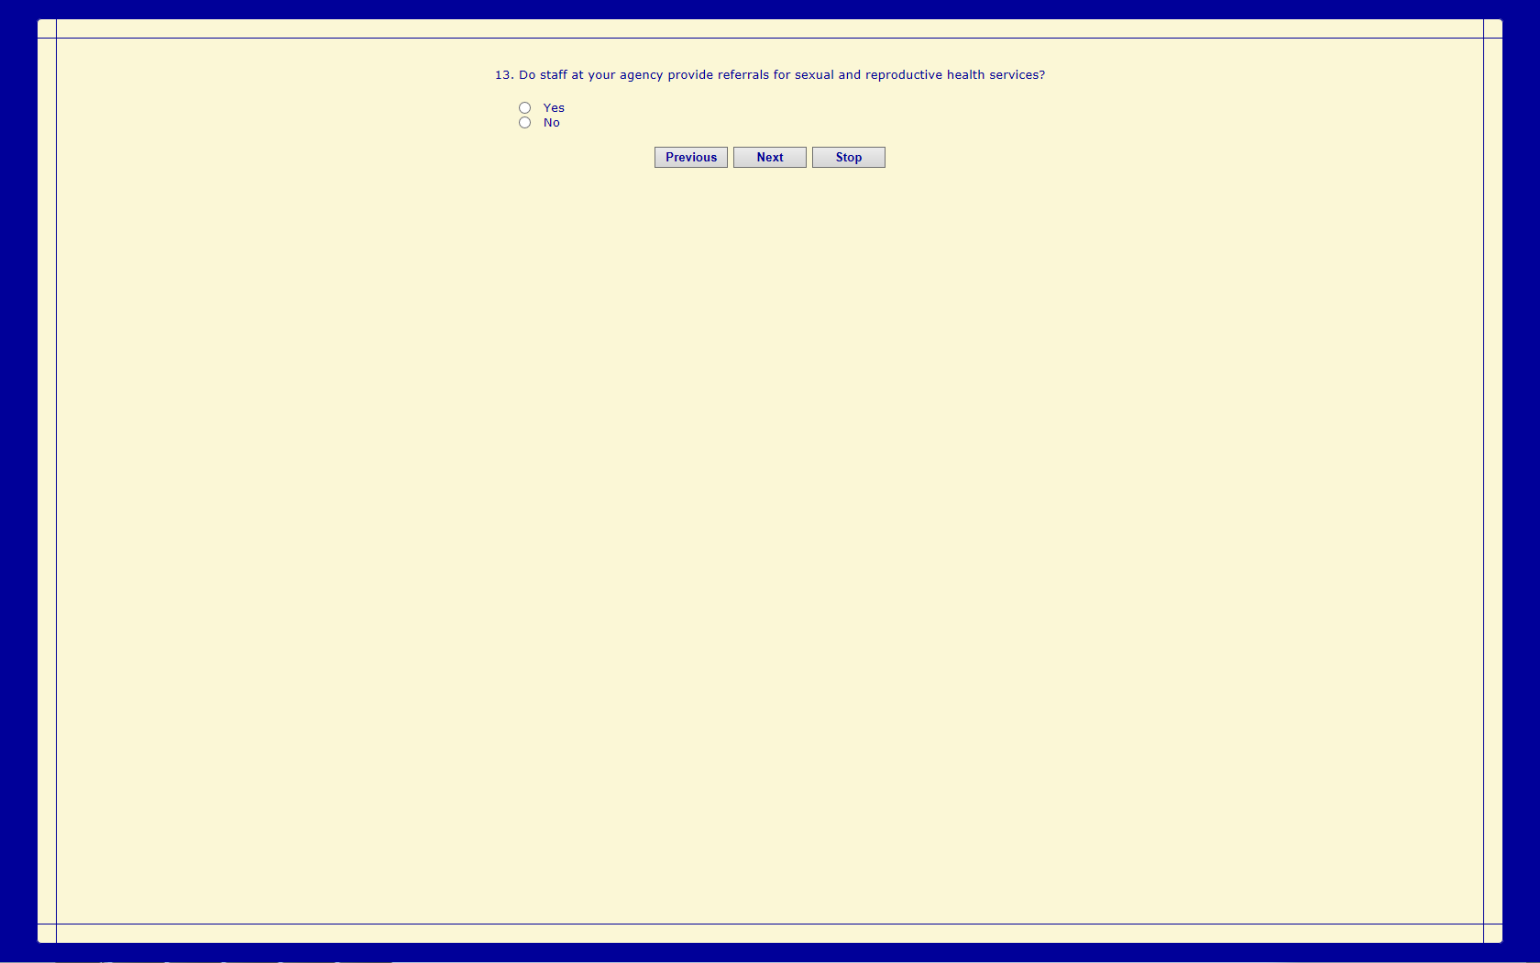 13. Do staff at your agency provide referrals for sexual and reproductive health services?
Yes
No
Previous Next Stop